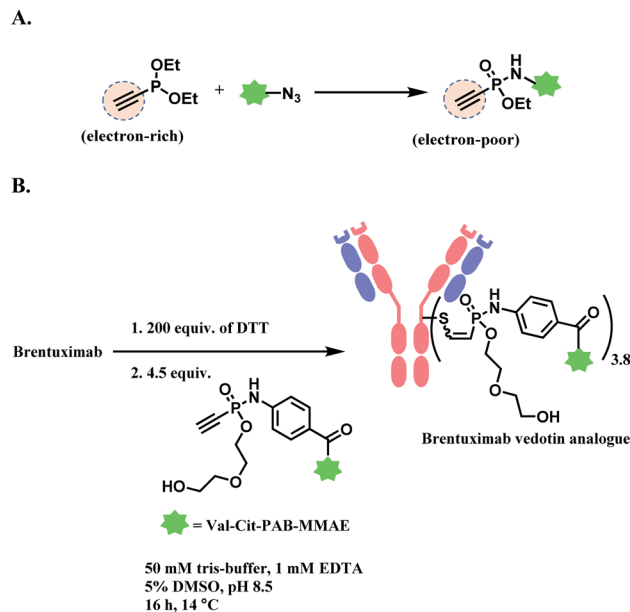 A.
OEt
P
OEt
+
N3
(electron-rich)
O
H
N
P
OEt
(electron-poor)
B.
Brentuximab
1. 200 equiv. of DTT
2. 4.5 equiv.
O
H
N
P
O
O
HO
O
= Val-Cit-PAB-MMAE
50 mM tris-buffer, 1 mM EDTA
5% DMSO, pH 8.5
16 h, 14 °C
S
O
H
N
P
O
O
O
OH
3.8
Brentuximab vedotin analogue